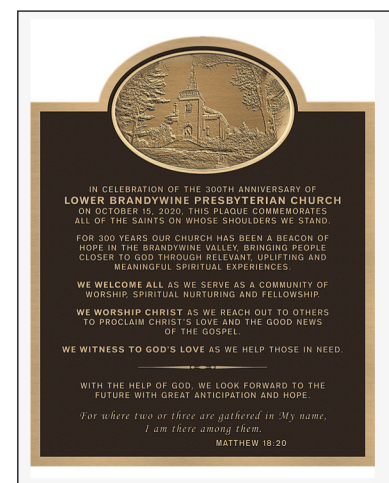 IN CELEBRATION OF THE 300TH ANNIVERSARY OF
LOWER BRANDYWINE PRESBYTERIAN CHURCH
ON OCTOBER 15, 2020, THIS PLAQUE COMMEMORATES
ALL OF THE SAINTS ON WHOSE SHOULDERS WE STAND.
FOR 300 YEARS OUR CHURCH HAS BEEN A BEACON OF
HOPE IN THE BRANDYWINE VALLEY, BRINGING PEOPLE
CLOSER TO GOD THROUGH RELEVANT, UPLIFTING AND
MEANINGFUL SPIRITUAL EXPERIENCES.
WE WELCOME ALL AS WE SERVE AS A COMMUNITY OF
WORSHIP, SPIRITUAL NURTURING AND FELLOWSHIP.
WE WORSHIP CHRIST AS WE REACH OUT TO OTHERS
TO PROCLAIM CHRIST'S LOVE AND THE GOOD NEWS
OF THE GOSPEL.
WE WITNESS TO GOD'S LOVE AS WE HELP THOSE IN NEED.
WITH THE HELP OF GOD, WE LOOK FORWARD TO THE
FUTURE WITH GREAT ANTICIPATION AND HOPE.
For where two or three are gathered in My name,
I am there among them.
MATTHEW 18:20